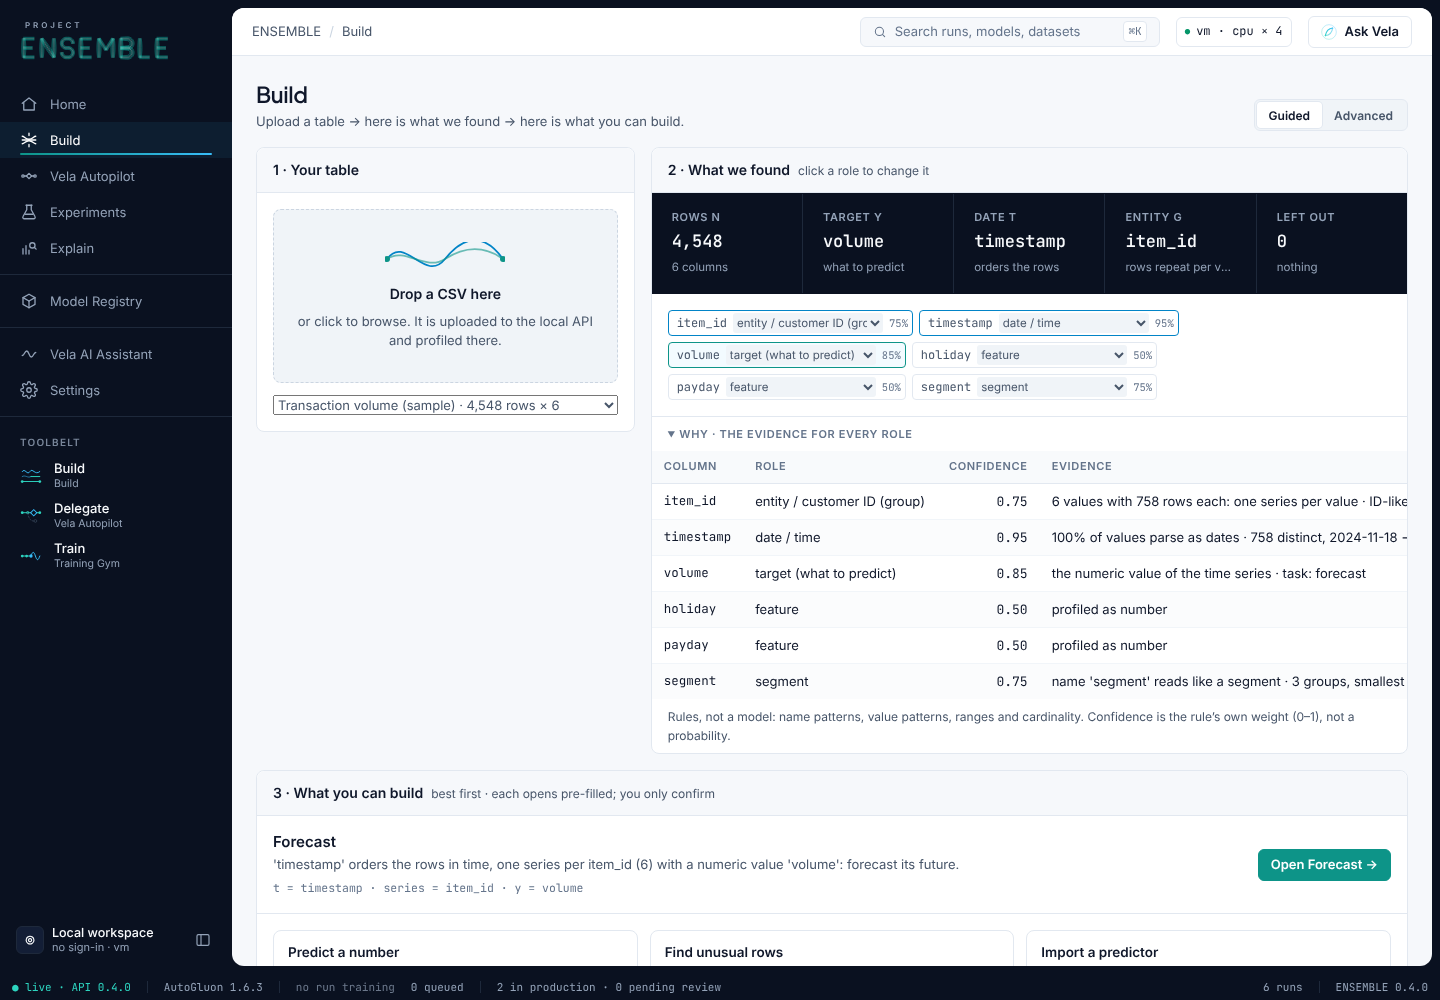 PROJECT
ENSEMBLE
Home
Build
Vela Autopilot
Experiments
Explain
Model Registry
Vela AI Assistant
Settings
TOOLBELT
Build
Build
Delegate
Vela Autopilot
Train
Training Gym
Local workspace
no sign-in · vm
ENSEMBLE / Build
Search runs, models, datasets ⌘K
vm · cpu × 4
Ask Vela
Build
Upload a table → here is what we found → here is what you can build.
Guided Advanced
1 · Your table
Drop a CSV here
or click to browse. It is uploaded to the local API
and profiled there.
Transaction volume (sample) · 4,548 rows × 6
2 · What we found click a role to change it
ROWS N
4,548
6 columns
TARGET Y
volume
what to predict
DATE T
timestamp
orders the rows
ENTITY G
item_id
rows repeat per v...
LEFT OUT
0
nothing
item_id entity / customer ID (grc 75%
timestamp date / time 95%
volume target (what to predict) 85%
holiday feature 50%
payday feature 50%
segment segment 75%
▼ WHY · THE EVIDENCE FOR EVERY ROLE
COLUMN ROLE CONFIDENCE EVIDENCE
item_id entity / customer ID (group) 0.75 6 values with 758 rows each: one series per value · ID-like
timestamp date / time 0.95 100% of values parse as dates · 758 distinct, 2024-11-18 –
volume target (what to predict) 0.85 the numeric value of the time series · task: forecast
holiday feature 0.50 profiled as number
payday feature 0.50 profiled as number
segment segment 0.75 name 'segment' reads like a segment · 3 groups, smallest
Rules, not a model: name patterns, value patterns, ranges and cardinality. Confidence is the rule's own weight (0–1), not a
probability.
3 · What you can build best first · each opens pre-filled; you only confirm
Forecast
'timestamp' orders the rows in time, one series per item_id (6) with a numeric value 'volume': forecast its future.
t = timestamp · series = item_id · y = volume
Open Forecast →
Predict a number
Find unusual rows
Import a predictor
● live · API 0.4.0 AutoGluon 1.6.3 no run training 0 queued 2 in production · 0 pending review 6 runs ENSEMBLE 0.4.0